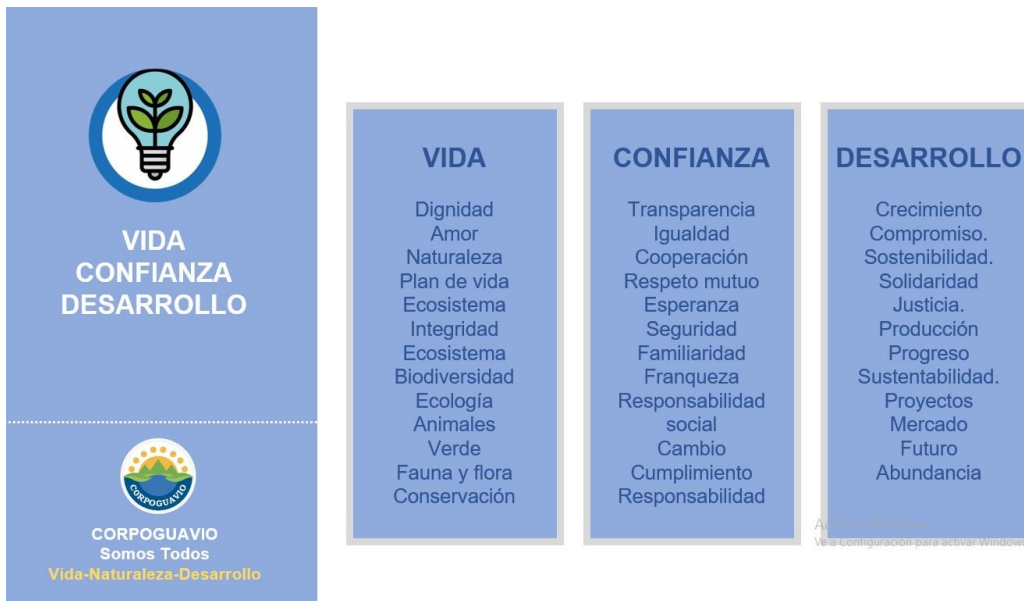 VIDA
CONFIANZA
DESARROLLO
CORPOGUAVIO
CORPOGUAVIO
Somos Todos
Vida-Naturaleza-Desarrollo
VIDA
Dignidad
Amor
Naturaleza
Plan de vida
Ecosistema
Integridad
Ecosistema
Biodiversidad
Ecología
Animales
Verde
Fauna y flora
Conservación
CONFIANZA
Transparencia
Igualdad
Cooperación
Respeto mutuo
Esperanza
Seguridad
Familiaridad
Franqueza
Responsabilidad
social
Cambio
Cumplimiento
Responsabilidad
DESARROLLO
Crecimiento
Compromiso.
Sostenibilidad.
Solidaridad
Justicia.
Producción
Progreso
Sustentabilidad.
Proyectos
Mercado
Futuro
Abundancia
Ve a Configuración para activar Windows